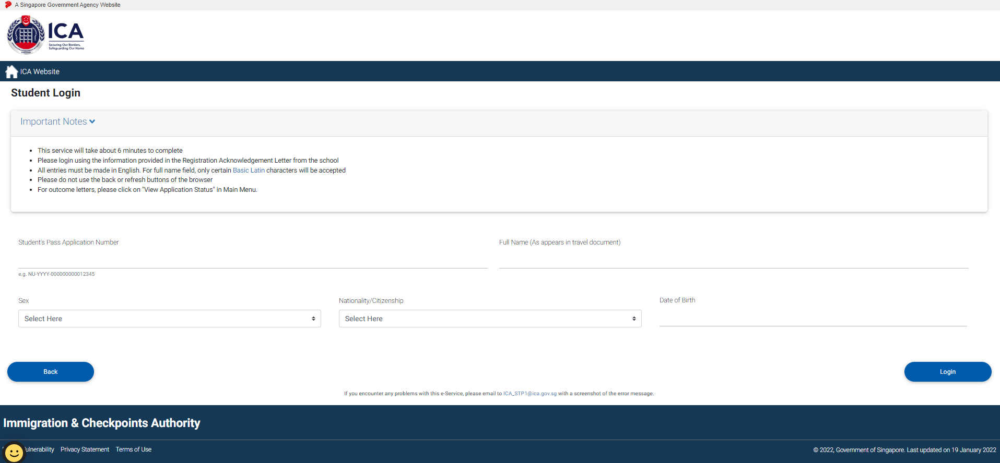 A Singapore Government Agency Website
ICA
Securing Our Borders,
Safeguarding Our Home
ICA Website
Student Login
Important Notes
This service will take about 6 minutes to complete
Please login using the information provided in the Registration Acknowledgement Letter from the school
All entries must be made in English. For full name field, only certain Basic Latin characters will be accepted
Please do not use the back or refresh buttons of the browser
For outcome letters, please click on "View Application Status" in Main Menu.
Student's Pass Application Number
Full Name (As appears in travel document)
e.g. NU-YYYY-000000000012345
Sex
Nationality/Citizenship
Date of Birth
Select Here
Select Here
Back
Login
If you encounter any problems with this e-Service, please email to ICA_STP1@ica.gov.sg with a screenshot of the error message.
Immigration & Checkpoints Authority
Privacy Statement
Terms of Use
© 2022, Government of Singapore. Last updated on 19 January 2022